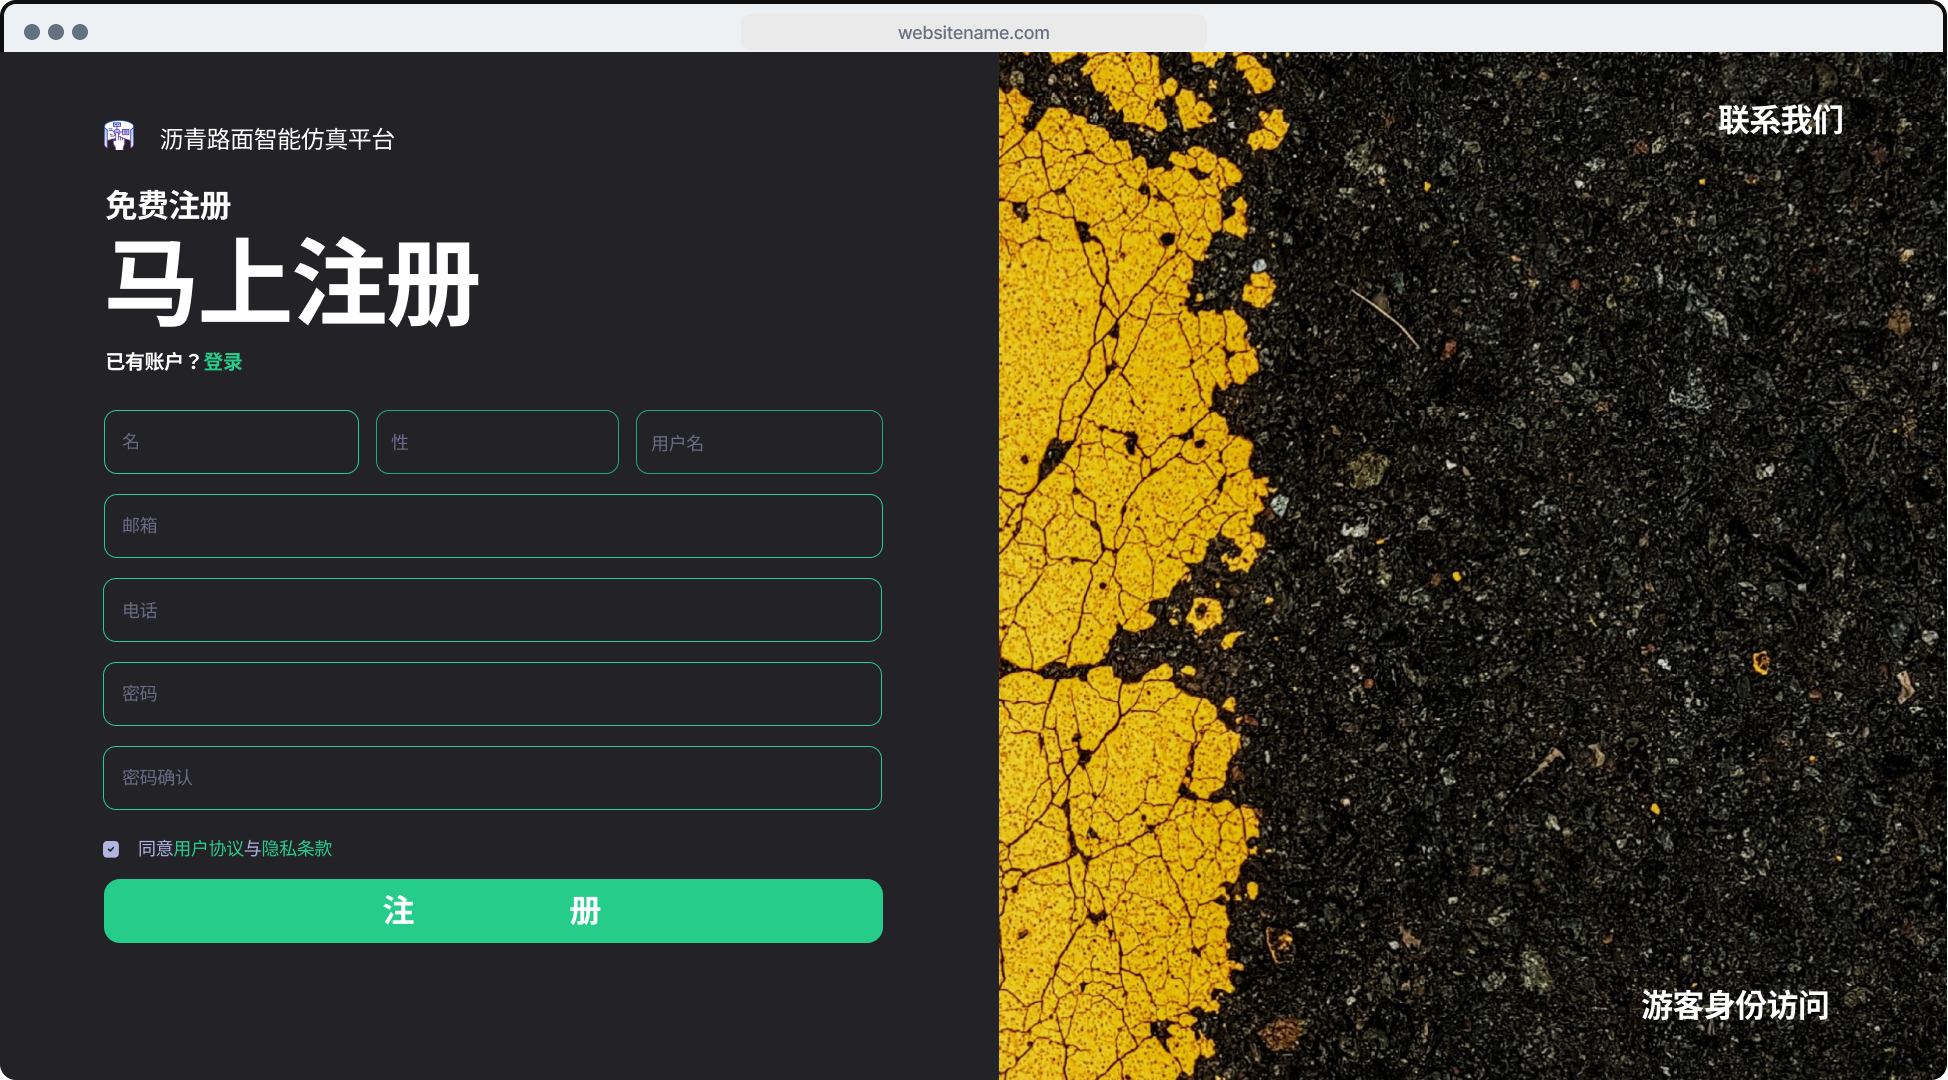 websitename.com
沥青路面智能仿真平台
联系我们
免费注册
马上注册
已有账户？登录
名
性
用户名
邮箱
电话
密码
密码确认
同意用户协议与隐私条款
注 册
游客身份访问